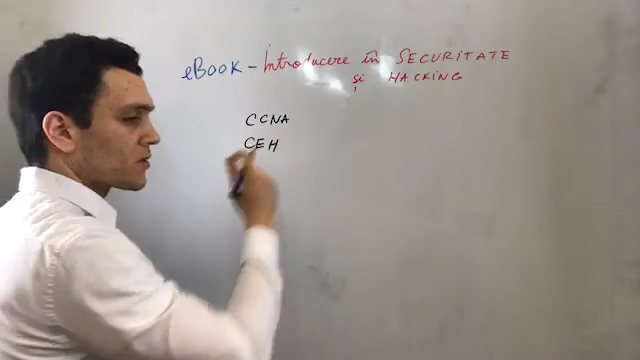 eBOOK - Introducere în SECURITATE
și HACKING
CCNA
CEH